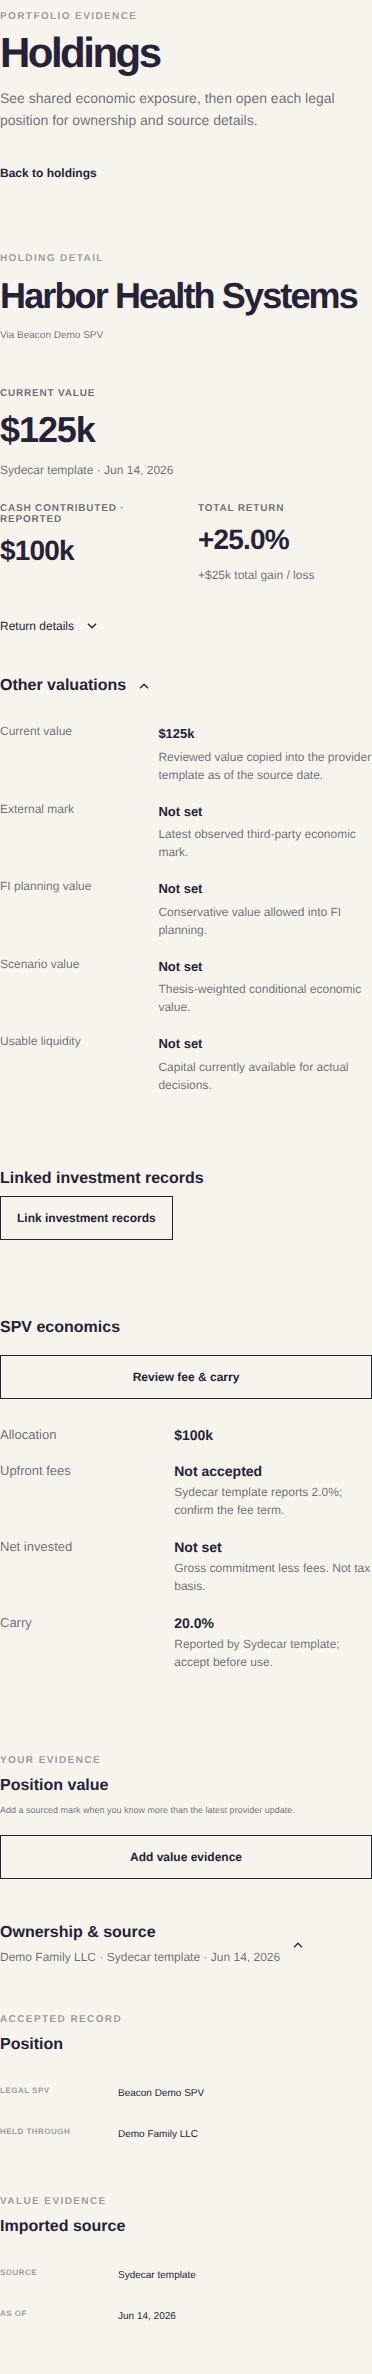 PORTFOLIO EVIDENCE
Holdings
See shared economic exposure, then open each legal
position for ownership and source details.
Back to holdings
HOLDING DETAIL
Harbor Health Systems
Via Beacon Demo SPV
CURRENT VALUE
$125k
Sydecar template · Jun 14, 2026
CASH CONTRIBUTED ·
REPORTED
$100k
TOTAL RETURN
+25.0%
+$25k total gain / loss
Return details
Other valuations
Current value
$125k
Reviewed value copied into the provider
template as of the source date.
External mark
Not set
Latest observed third-party economic
mark.
FI planning value
Not set
Conservative value allowed into FI
planning.
Scenario value
Not set
Thesis-weighted conditional economic
value.
Usable liquidity
Not set
Capital currently available for actual
decisions.
Linked investment records
Link investment records
SPV economics
Review fee & carry
Allocation
$100k
Upfront fees
Not accepted
Sydecar template reports 2.0%;
confirm the fee term.
Net invested
Not set
Gross commitment less fees. Not tax
basis.
Carry
20.0%
Reported by Sydecar template;
accept before use.
YOUR EVIDENCE
Position value
Add a sourced mark when you know more than the latest provider update.
Add value evidence
Ownership & source
Demo Family LLC · Sydecar template · Jun 14, 2026
ACCEPTED RECORD
Position
LEGAL SPV
Beacon Demo SPV
HELD THROUGH
Demo Family LLC
VALUE EVIDENCE
Imported source
SOURCE
Sydecar template
AS OF
Jun 14, 2026